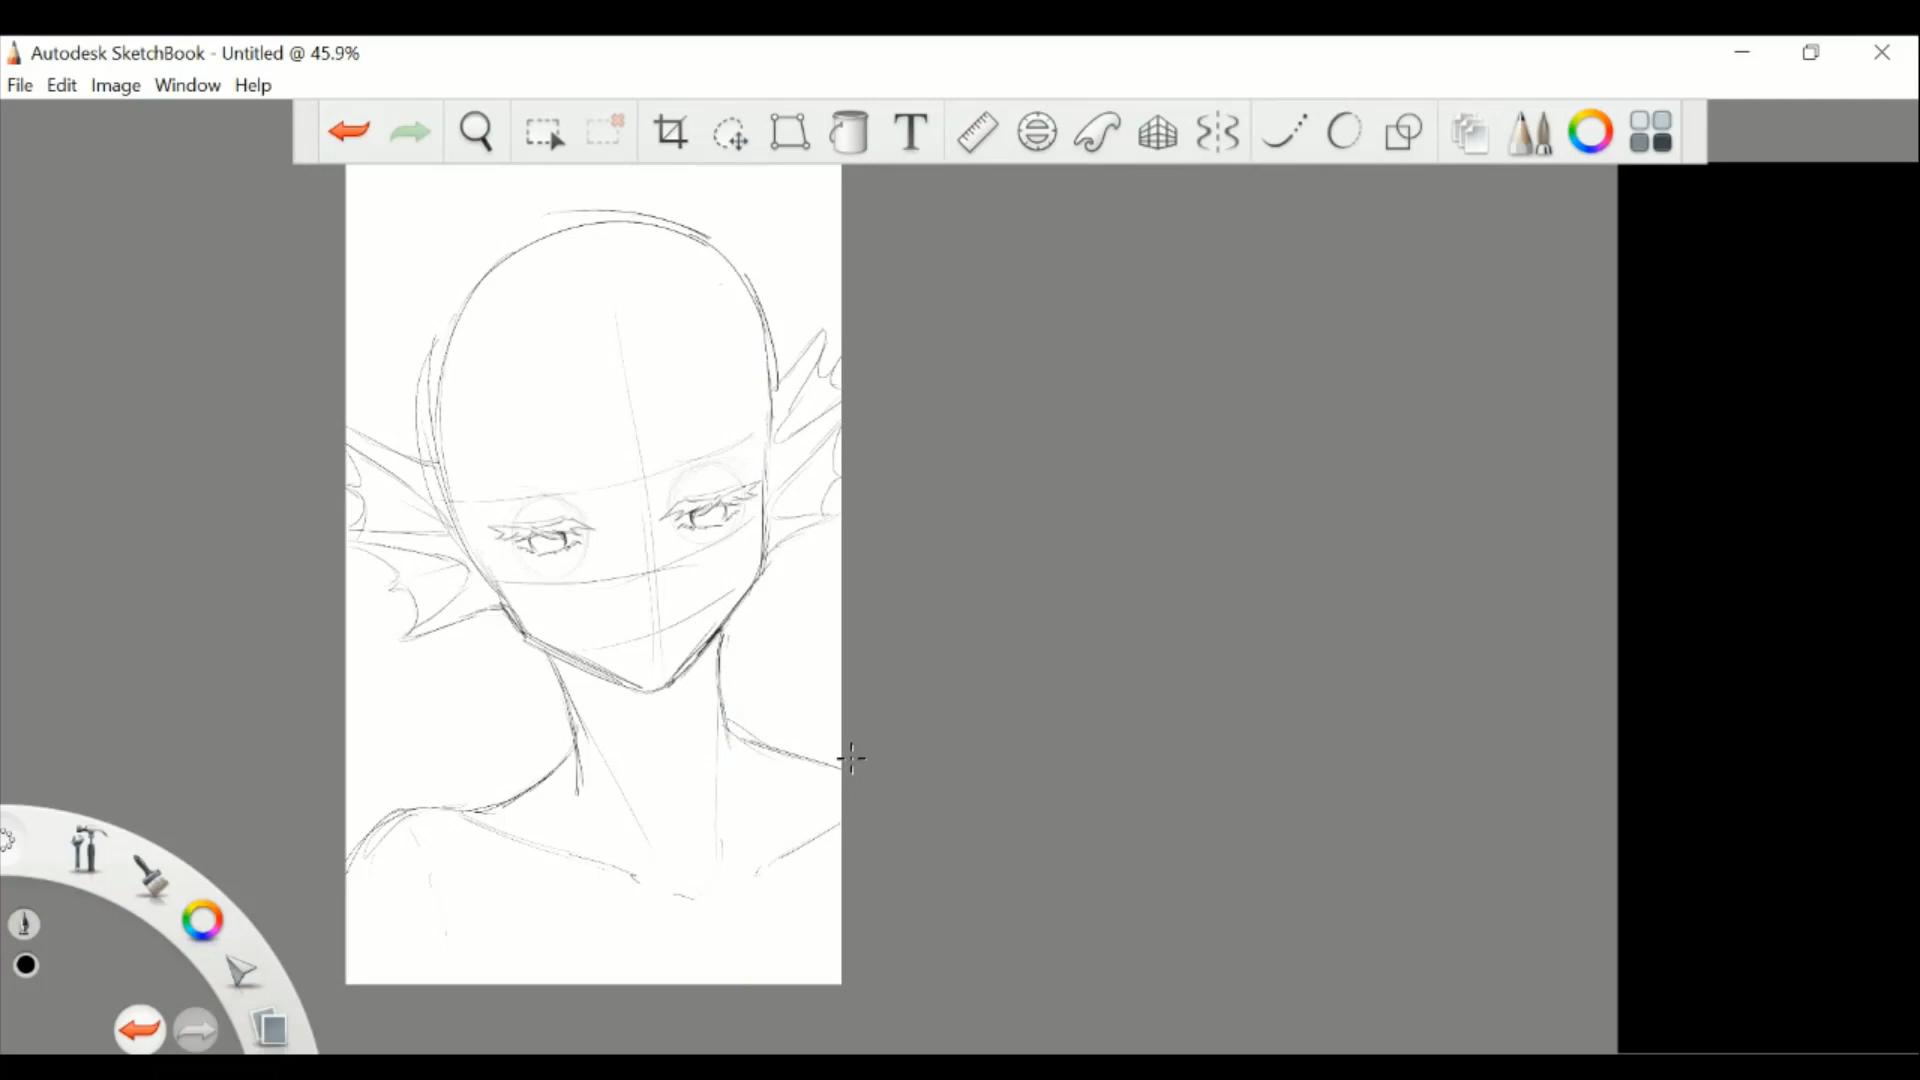 Autodesk SketchBook - Untitled @ 45.9%
File Edit Image Window Help
T